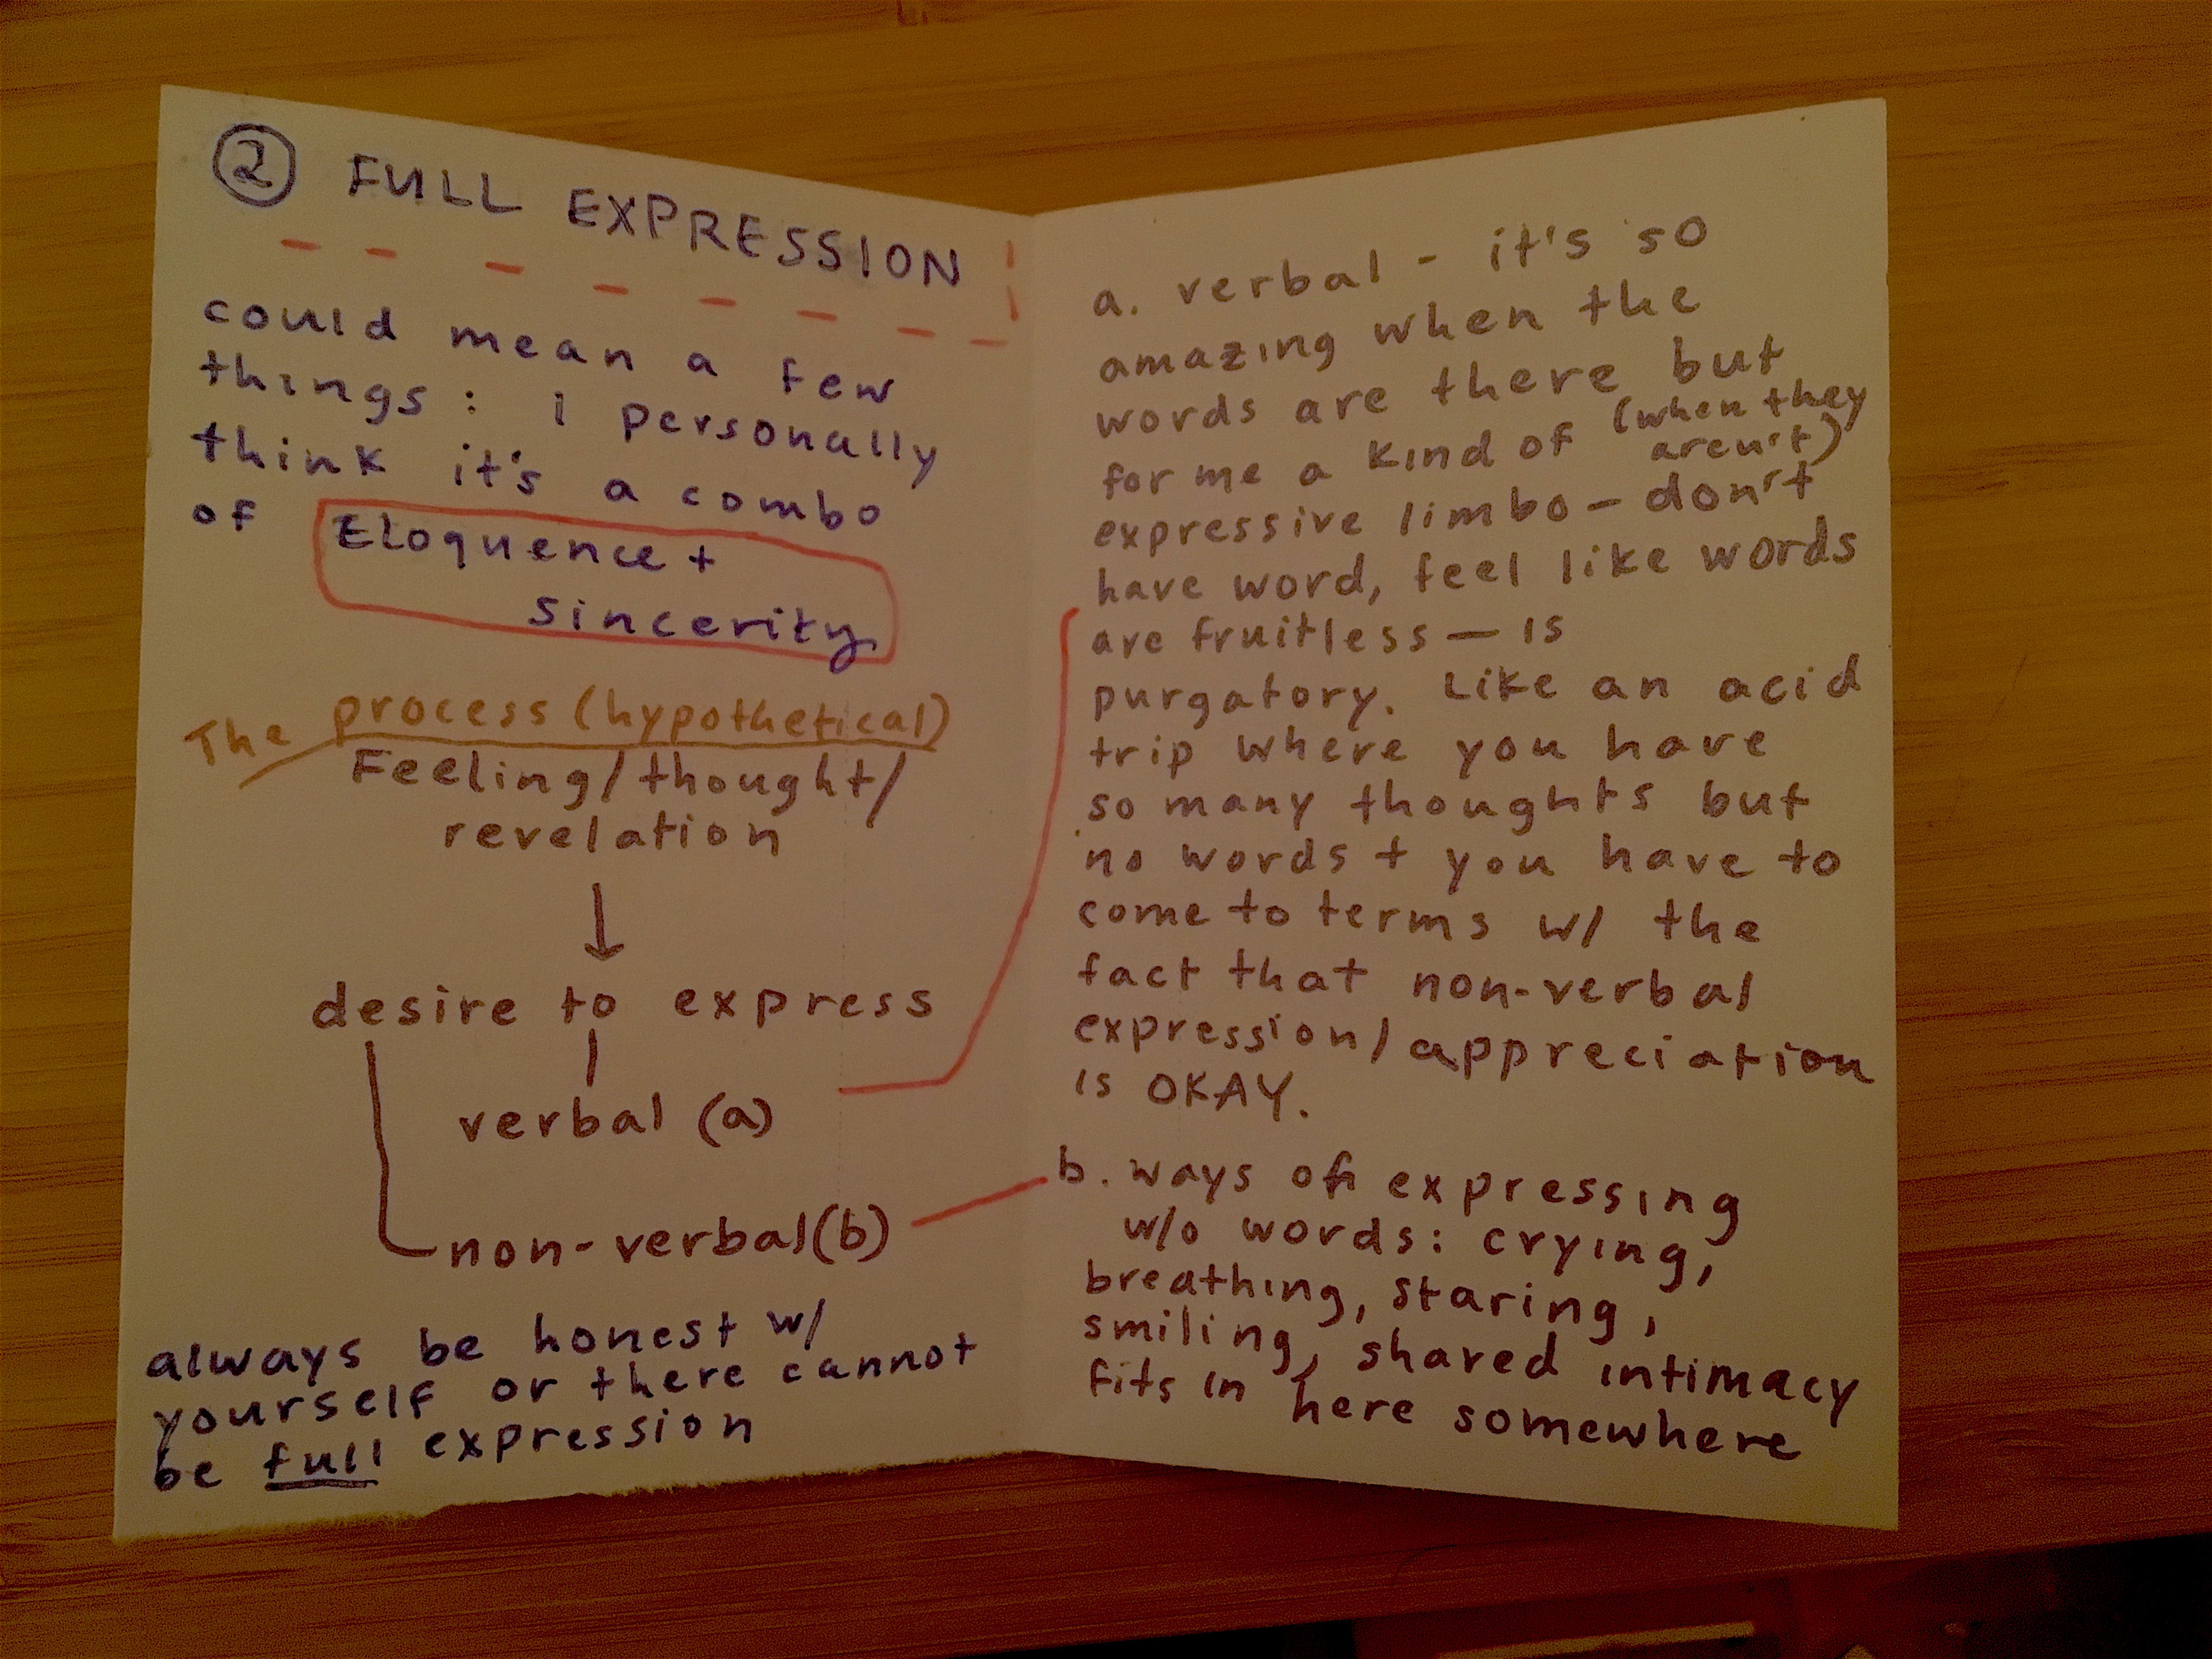 ② FULL EXPRESSION
could mean a few
things: i personally
think it's a combo
of Eloquence +
sincerity
The process (hypothetical)
Feeling/thought/
revelation
↓
desire to express
verbal (a)
non-verbal(b)
always be honest w/
yourself or there cannot
be full expression
a. verbal - it's so
amazing when the
words are there but
for me a kind of (when they
aren't)
expressive limbo - don't
have word, feel like words
are fruitless — is
purgatory. Like an acid
trip where you have
so many thoughts but
no words + you have to
come to terms w/ the
fact that non-verbal
expression/appreciation
is OKAY.
b. ways of expressing
w/o words: crying,
breathing, staring,
smiling, shared intimacy
fits in here somewhere